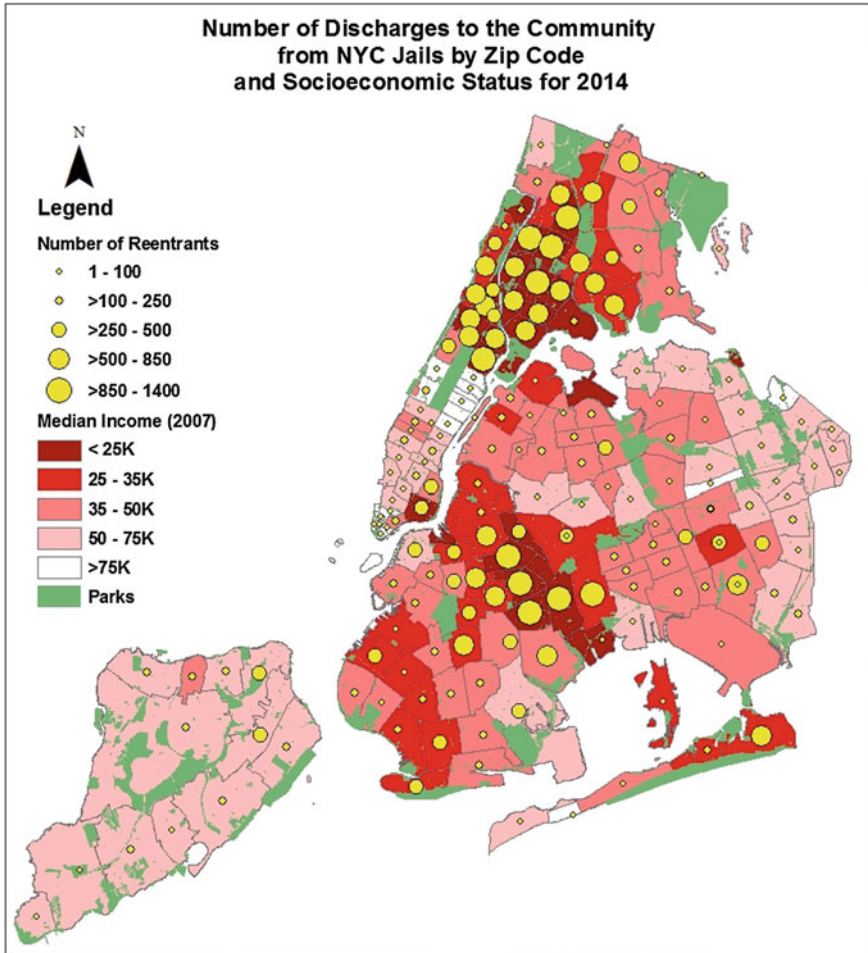 Number of Discharges to the Community
from NYC Jails by Zip Code
and Socioeconomic Status for 2014
N
Legend
Number of Reentrants
1 - 100
>100 - 250
>250 - 500
>500 - 850
>850 - 1400
Median Income (2007)
< 25K
25 - 35K
35 - 50K
50 - 75K
>75K
Parks